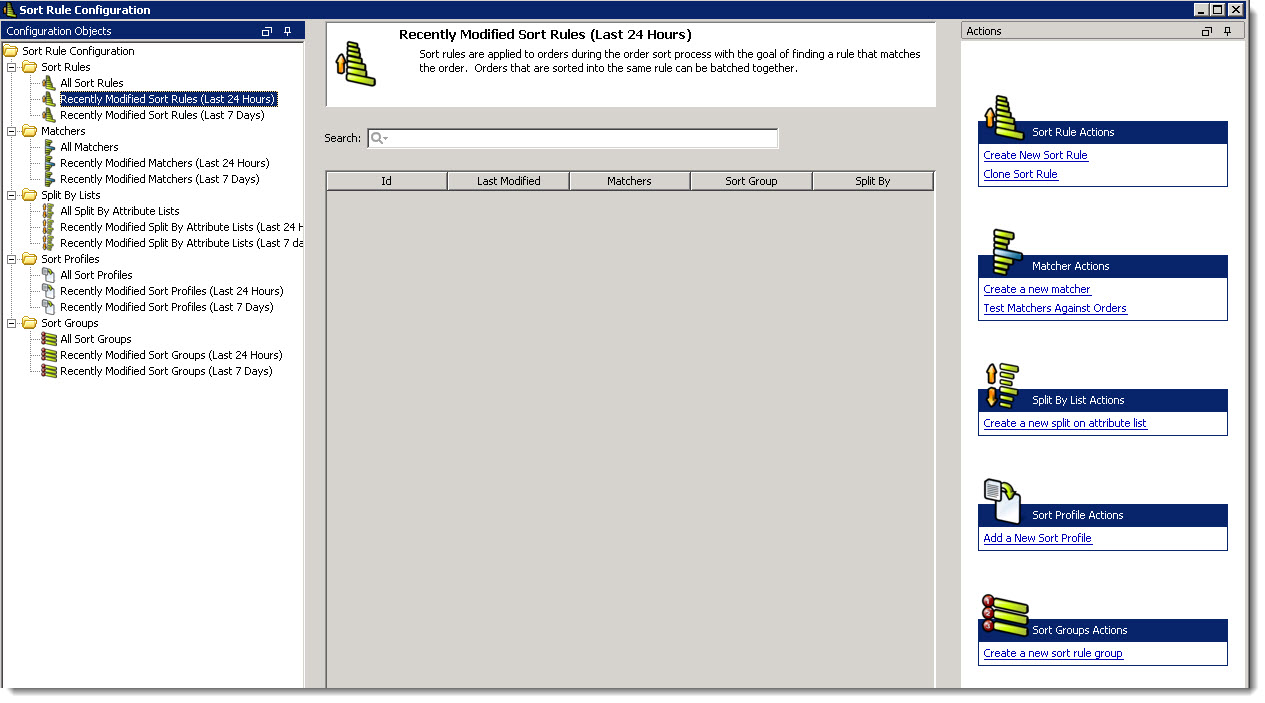 Sort Rule Configuration
Configuration Objects
Sort Rule Configuration
Sort Rules
All Sort Rules
Recently Modified Sort Rules (Last 24 Hours)
Recently Modified Sort Rules (Last 7 Days)
Matchers
All Matchers
Recently Modified Matchers (Last 24 Hours)
Recently Modified Matchers (Last 7 Days)
Split By Lists
All Split By Attribute Lists
Recently Modified Split By Attribute Lists (Last 24 H
Recently Modified Split By Attribute Lists (Last 7 da
Sort Profiles
All Sort Profiles
Recently Modified Sort Profiles (Last 24 Hours)
Recently Modified Sort Profiles (Last 7 Days)
Sort Groups
All Sort Groups
Recently Modified Sort Groups (Last 24 Hours)
Recently Modified Sort Groups (Last 7 Days)
Recently Modified Sort Rules (Last 24 Hours)
Sort rules are applied to orders during the order sort process with the goal of finding a rule that matches
the order.  Orders that are sorted into the same rule can be batched together.
Search:
Id Last Modified Matchers Sort Group Split By
Actions
Sort Rule Actions
Create New Sort Rule
Clone Sort Rule
Matcher Actions
Create a new matcher
Test Matchers Against Orders
Split By List Actions
Create a new split on attribute list
Sort Profile Actions
Add a New Sort Profile
1
2
3
Sort Groups Actions
Create a new sort rule group